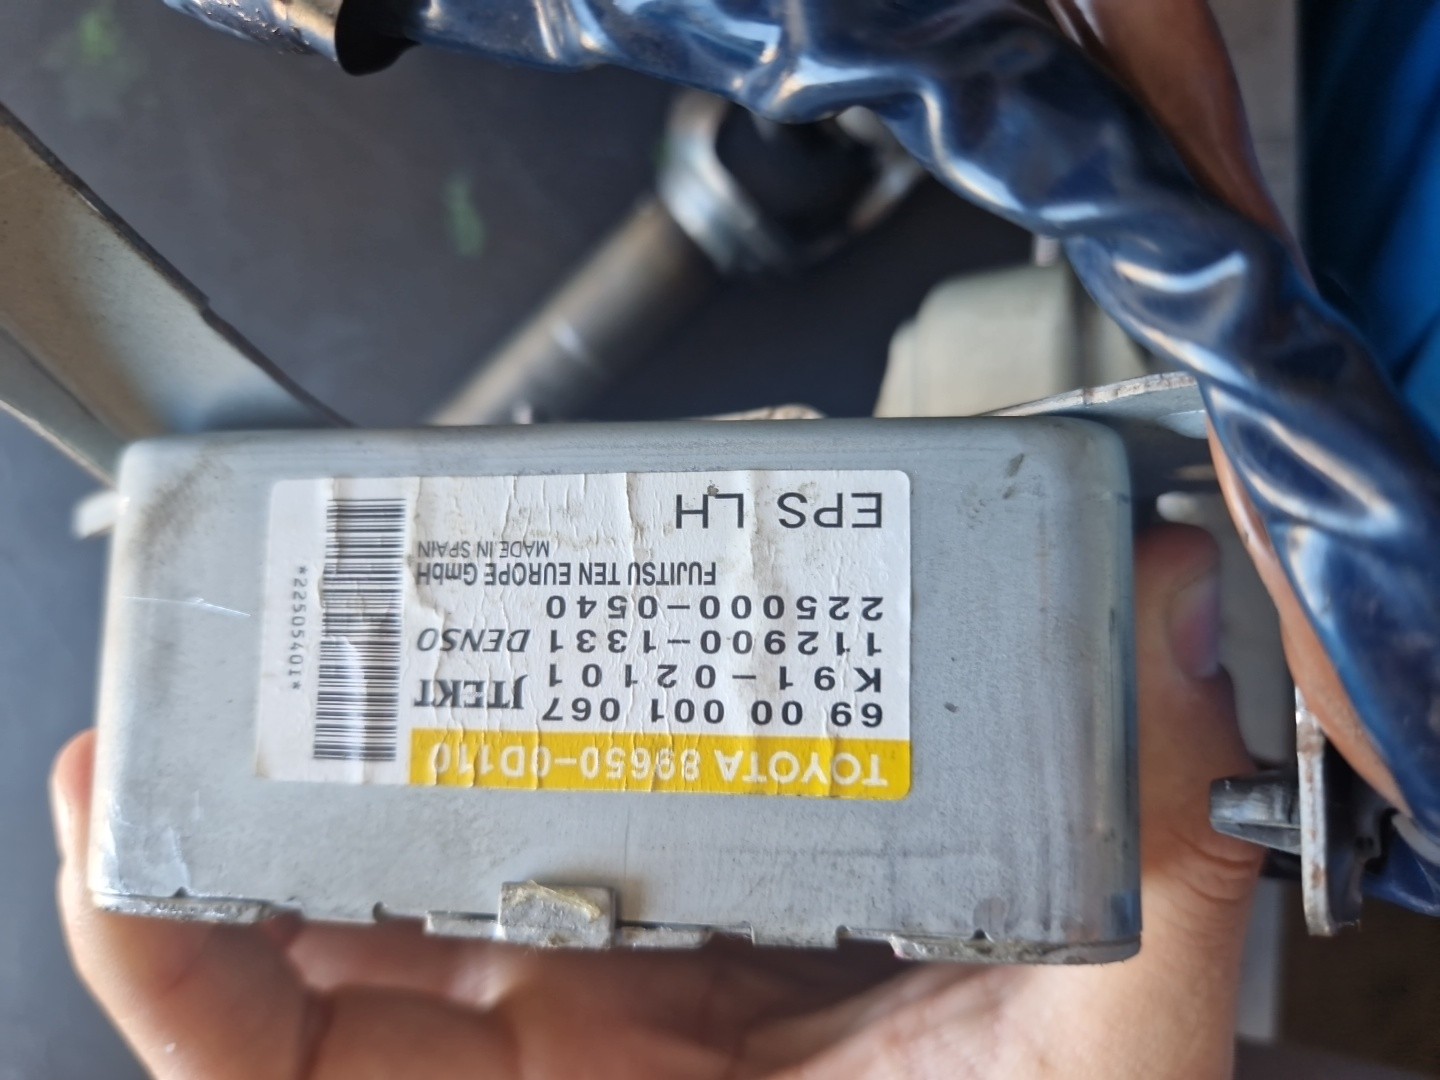 TOYOTA 89650-0D110
69 00 001 067 JTEKT
K91-02101
112900-1331 DENSO
225000-0540
FUJITSU TEN EUROPE GmbH
MADE IN SPAIN
EPS LH
*22505401*